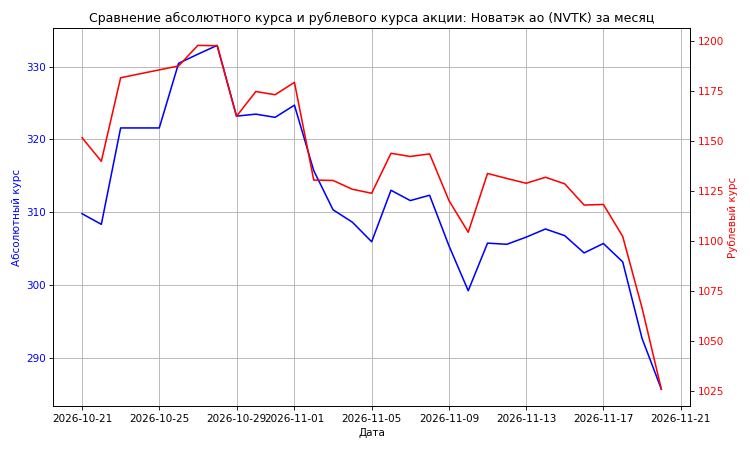 Сравнение абсолютного курса и рублевого курса акции: Новатэк ао (NVTK) за месяц
Абсолютный курс
330
320
310
300
290
1200
1175
1150
1125
1100
1075
1050
1025
Рублевый курс
2026-10-21 2026-10-25 2026-10-29 2026-11-01 2026-11-05 2026-11-09 2026-11-13 2026-11-17 2026-11-21
Дата